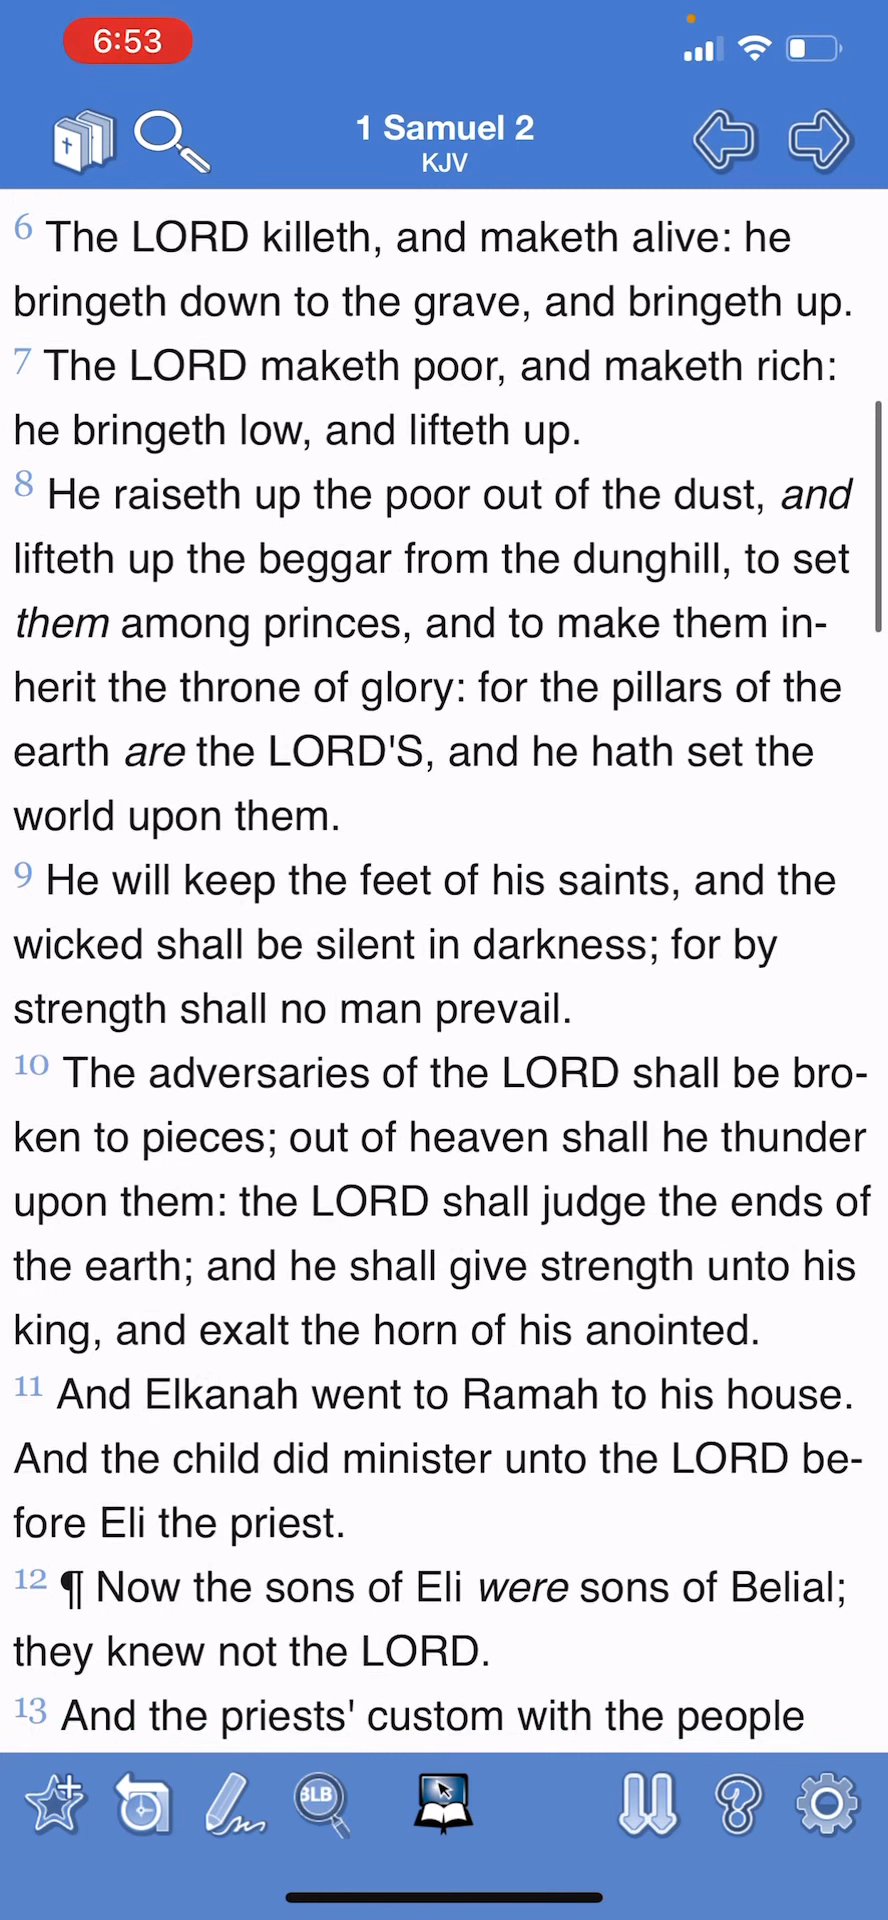 6:53
1 Samuel 2
KJV
6 The LORD killeth, and maketh alive: he
bringeth down to the grave, and bringeth up.
7 The LORD maketh poor, and maketh rich:
he bringeth low, and lifteth up.
8 He raiseth up the poor out of the dust, and
lifteth up the beggar from the dunghill, to set
them among princes, and to make them in-
herit the throne of glory: for the pillars of the
earth are the LORD'S, and he hath set the
world upon them.
9 He will keep the feet of his saints, and the
wicked shall be silent in darkness; for by
strength shall no man prevail.
10 The adversaries of the LORD shall be bro-
ken to pieces; out of heaven shall he thunder
upon them: the LORD shall judge the ends of
the earth; and he shall give strength unto his
king, and exalt the horn of his anointed.
11 And Elkanah went to Ramah to his house.
And the child did minister unto the LORD be-
fore Eli the priest.
12 ¶ Now the sons of Eli were sons of Belial;
they knew not the LORD.
13 And the priests' custom with the people
BLB